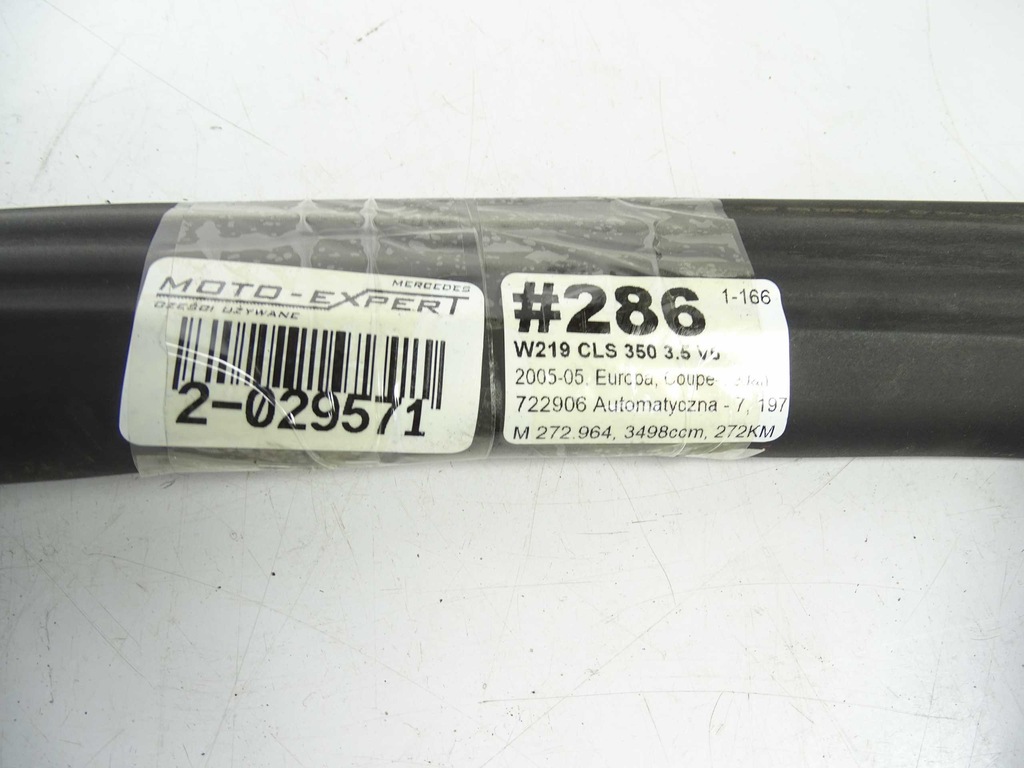 MERCEDES
MOTO-EXPERT
CZĘŚCI UŻYWANE
2-029571
#286 1-166
W219 CLS 350 3.5 V6
2005-05. Europa, Coupe
722906 Automatyczna - 7, 197
M 272.964, 3498ccm, 272KM